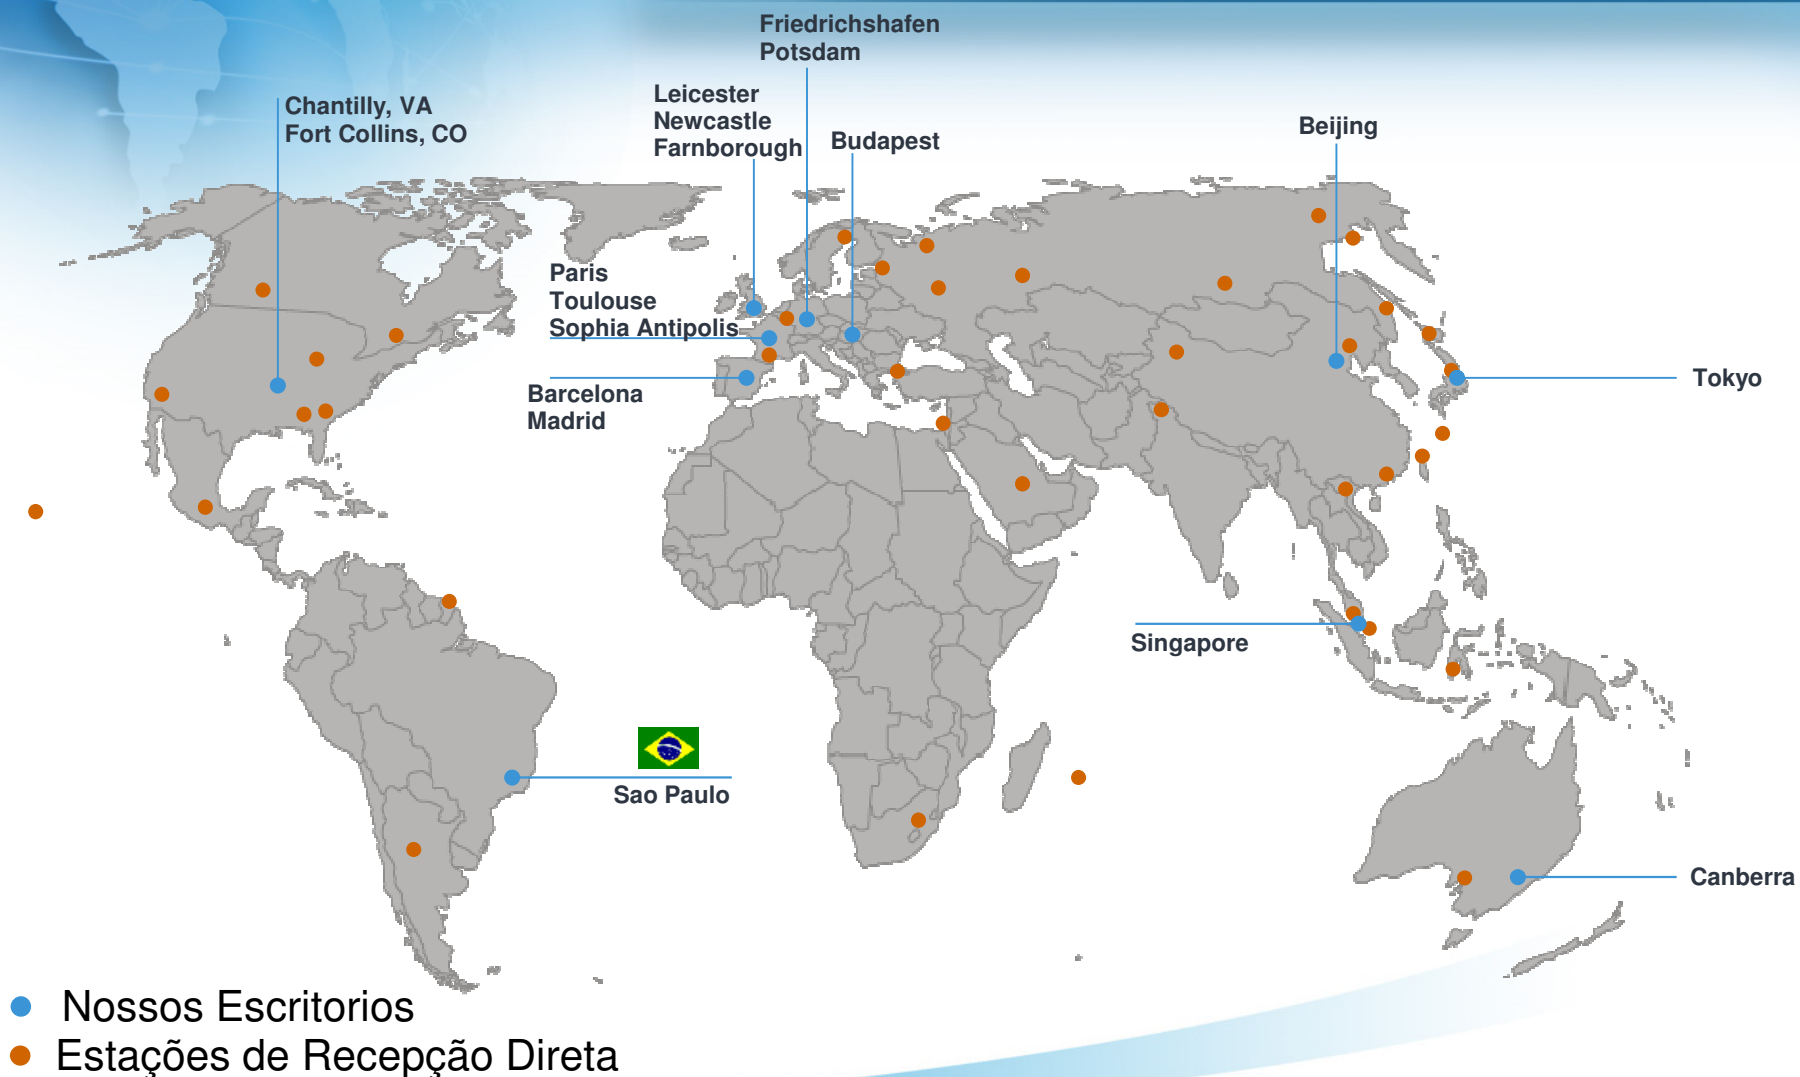 Friedrichshafen
Potsdam
Chantilly, VA
Fort Collins, CO
Leicester
Newcastle
Farnborough
Budapest
Beijing
Paris
Toulouse
Sophia Antipolis
Barcelona
Madrid
Tokyo
Singapore
Sao Paulo
Canberra
Nossos Escritorios
Estações de Recepção Direta